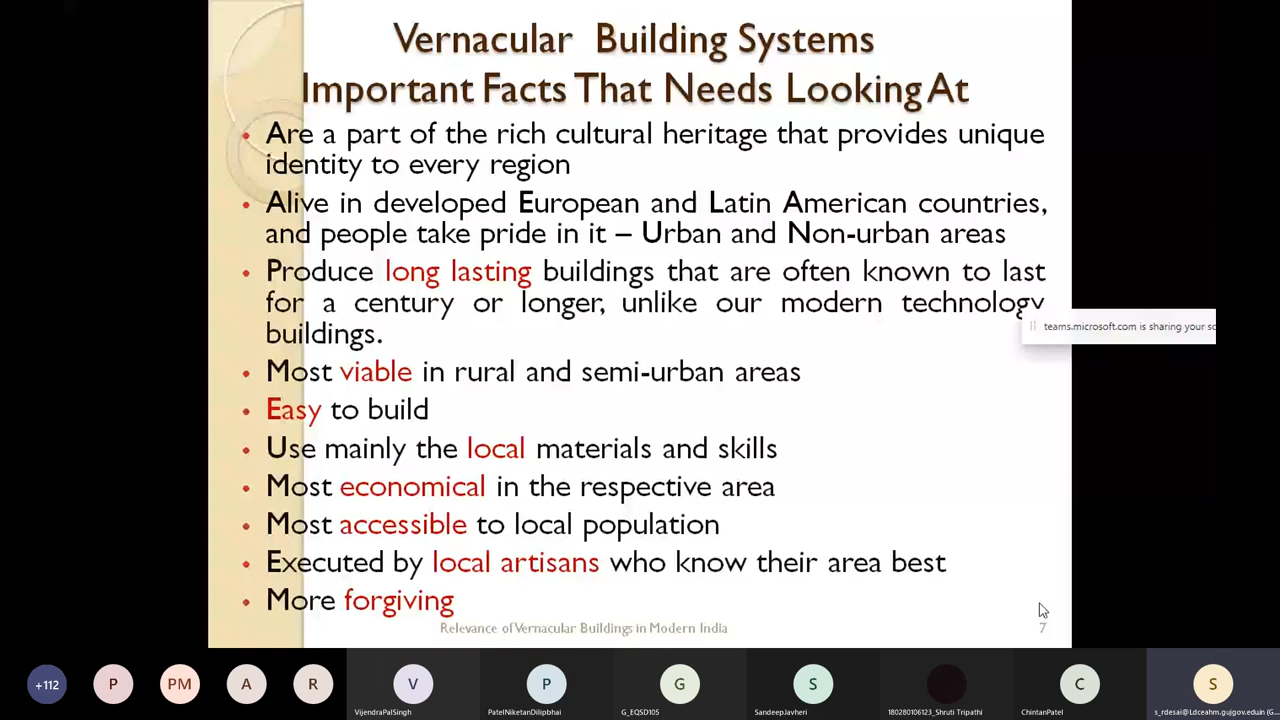 Vernacular Building Systems
Important Facts That Needs Looking At
• Are a part of the rich cultural heritage that provides unique
identity to every region
• Alive in developed European and Latin American countries,
and people take pride in it – Urban and Non-urban areas
• Produce long lasting buildings that are often known to last
for a century or longer, unlike our modern technology
buildings.
teams.microsoft.com is sharing your sc
• Most viable in rural and semi-urban areas
• Easy to build
• Use mainly the local materials and skills
• Most economical in the respective area
• Most accessible to local population
• Executed by local artisans who know their area best
• More forgiving
Relevance of Vernacular Buildings in Modern India
7
+112
P
PM
A
R
V
P
G
S
C
S
VijendraPalSingh
PatelNiketanDilipbhai
G_EQSD105
SandeepJavheri
180280106123_Shruti Tripathi
ChintanPatel
s_rdesai@Ldceahm.gujgov.eduin (G